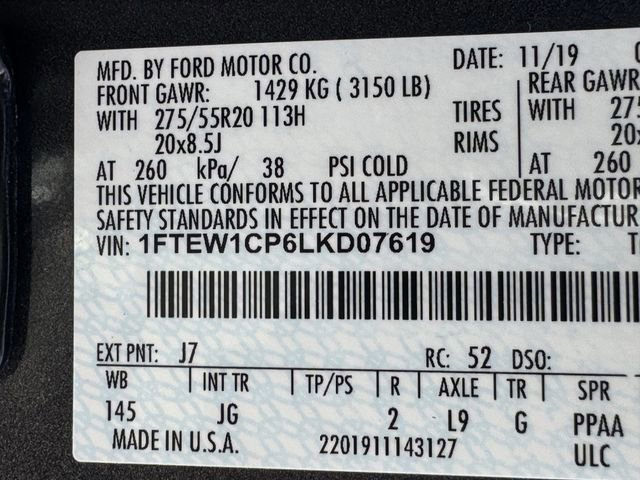 MFD. BY FORD MOTOR CO. DATE: 11/19
FRONT GAWR: 1429 KG ( 3150 LB) REAR GAWR
WITH 275/55R20 113H TIRES WITH 275
20x8.5J RIMS 20x
AT 260 kPa/ 38 PSI COLD AT 260
THIS VEHICLE CONFORMS TO ALL APPLICABLE FEDERAL MOTOR
SAFETY STANDARDS IN EFFECT ON THE DATE OF MANUFACTUR
VIN: 1FTEW1CP6LKD07619 TYPE: T
EXT PNT: J7 RC: 52 DSO:
WB INT TR TP/PS R AXLE TR SPR
145 JG 2 L9 G PPAA
MADE IN U.S.A. 2201911143127 ULC